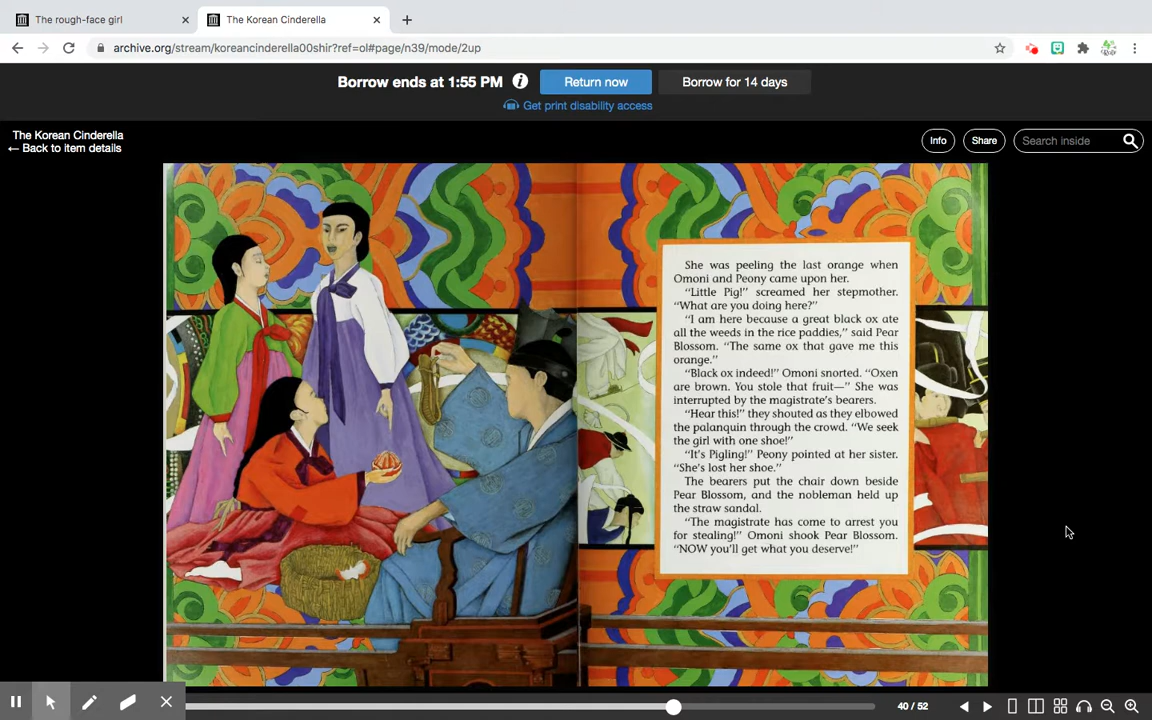 The rough-face girl
The Korean Cinderella
archive.org/stream/koreancinderella00shir?ref=ol#page/n39/mode/2up
Borrow ends at 1:55 PM
Return now
Borrow for 14 days
Get print disability access
The Korean Cinderella
← Back to item details
Info
Share
Search inside
She was peeling the last orange when
Omoni and Peony came upon her.
“Little Pig!” screamed her stepmother.
“What are you doing here?”
“I am here because a great black ox ate
all the weeds in the rice paddies,” said Pear
Blossom. “The same ox that gave me this
orange.”
“Black ox indeed!” Omoni snorted. “Oxen
are brown. You stole that fruit—” She was
interrupted by the magistrate’s bearers.
“Hear this!” they shouted as they elbowed
the palanquin through the crowd. “We seek
the girl with one shoe!”
“It’s Pigling!” Peony pointed at her sister.
“She’s lost her shoe.”
The bearers put the chair down beside
Pear Blossom, and the nobleman held up
the straw sandal.
“The magistrate has come to arrest you
for stealing!” Omoni shook Pear Blossom.
“NOW you’ll get what you deserve!”
40 / 52